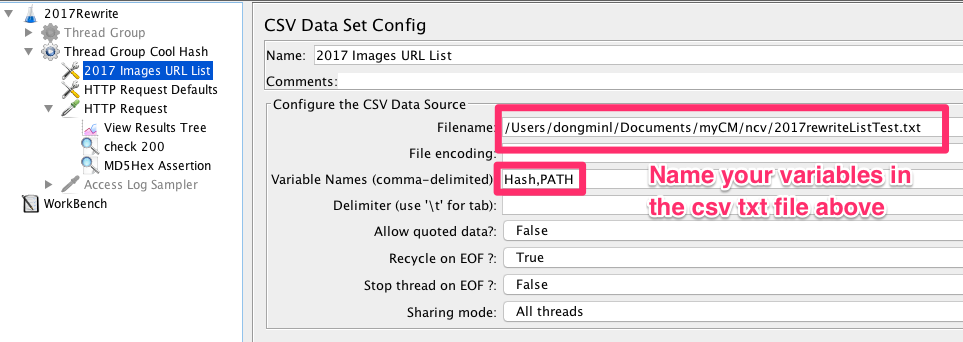 2017Rewrite
Thread Group
Thread Group Cool Hash
2017 Images URL List
HTTP Request Defaults
HTTP Request
View Results Tree
check 200
MD5Hex Assertion
Access Log Sampler
WorkBench
CSV Data Set Config
Name: 2017 Images URL List
Comments:
Configure the CSV Data Source
Filename: /Users/dongminl/Documents/myCM/ncv/2017rewriteListTest.txt
File encoding:
Variable Names (comma-delimited) Hash,PATH
Name your variables in
the csv txt file above
Delimiter (use '\t' for tab):
Allow quoted data?: False
Recycle on EOF ?: True
Stop thread on EOF ?: False
Sharing mode: All threads